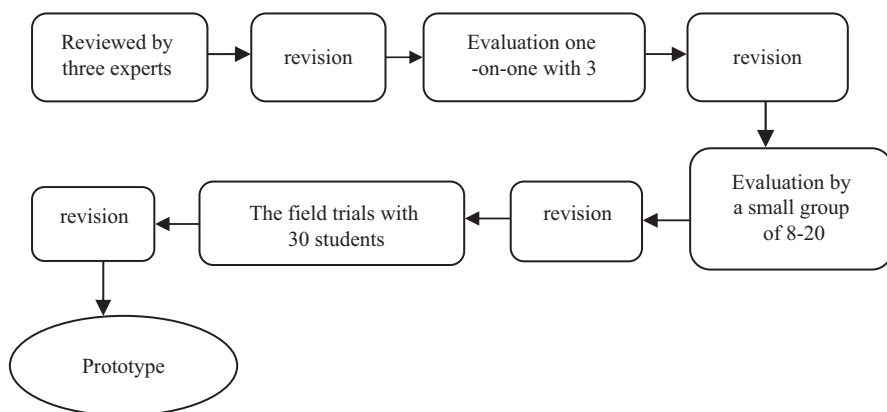 Reviewed by
three experts
revision
Evaluation one
-on-one with 3
revision
Evaluation by
a small group
of 8-20
revision
The field trials with
30 students
revision
Prototype